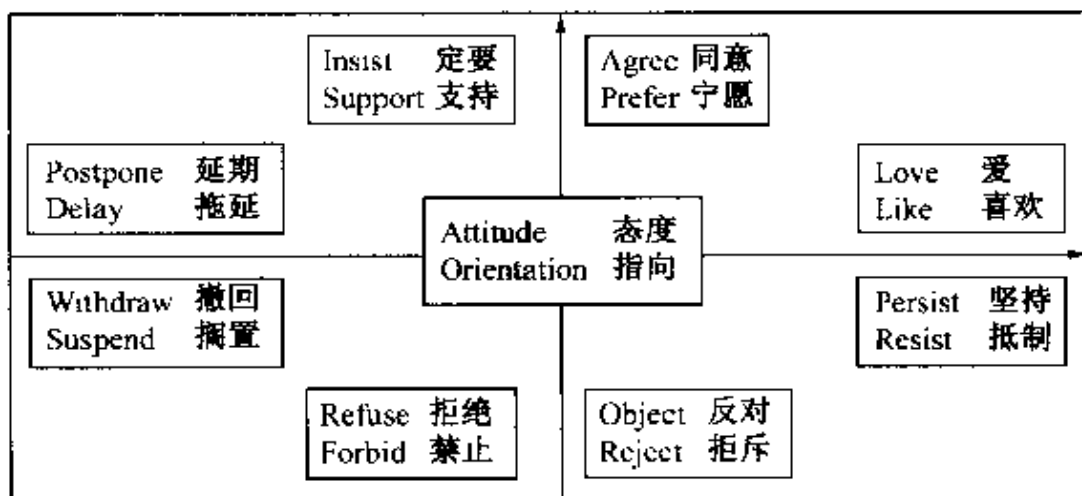 Insist 定要
Support 支持
Agree 同意
Prefer 宁愿
Postpone 延期
Delay 拖延
Love 爱
Like 喜欢
Attitude 态度
Orientation 指向
Withdraw 撤回
Suspend 搁置
Persist 坚持
Resist 抵制
Refuse 拒绝
Forbid 禁止
Object 反对
Reject 拒斥